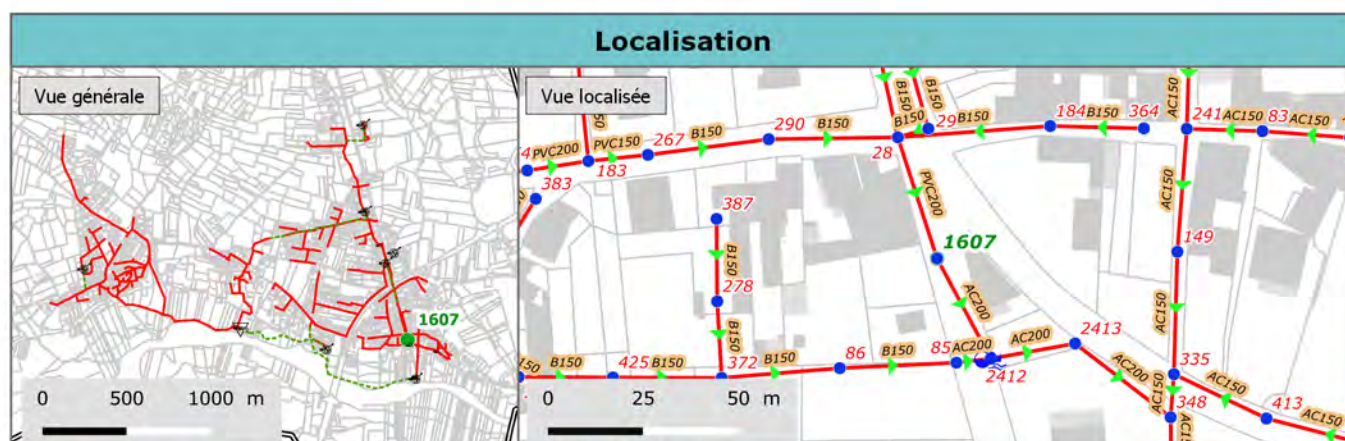 Localisation
Vue générale
1607
0 500 1000 m
Vue localisée
B150
B150
B150
29
B150
184
B150
364
AC150
241
AC150
83
AC150
290
B150
267
B150
PVC150
PVC200
4
183
28
383
PVC200
387
B150
278
B150
1607
AC200
149
AC150
AC150
2413
AC200
85
AC200
2412
86
B150
B150
372
B150
425
B150
AC200
335
AC150
AC150
348
413
AC150
0 25 50 m